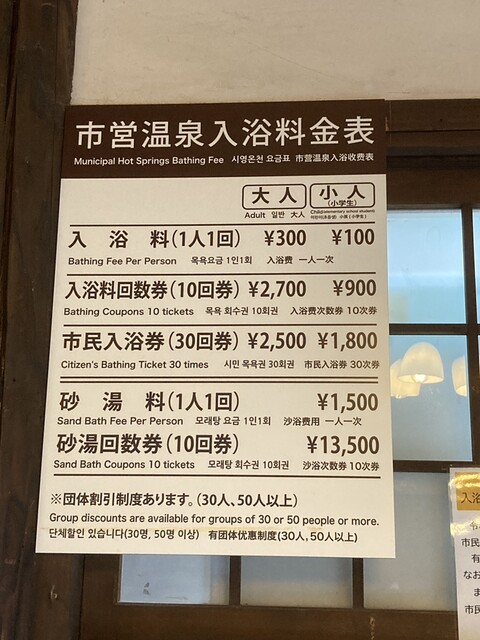 市営温泉入浴料金表
Municipal Hot Springs Bathing Fee 시영온천 요금표 市营温泉入浴收费表
大人 小人
(小学生)
Adult 일반 大人
入浴料(1人1回) ¥300 ¥100
Bathing Fee Per Person 목욕요금 1인1회 入浴费 一人一次
入浴料回数券(10回券) ¥2,700 ¥900
Bathing Coupons 10 tickets 목욕 회수권 10회권 入浴费次数券 10次券
市民入浴券(30回券) ¥2,500 ¥1,800
Citizen's Bathing Ticket 30 times 시민 목욕권 30회권 市民入浴券 30次券
砂湯料(1人1回) ¥1,500
Sand Bath Fee Per Person 모래탕 요금 1인1회 沙浴费用 一人一次
砂湯回数券(10回券) ¥13,500
Sand Bath Coupons 10 tickets 모래탕 회수권 10회권 沙浴次数券 10次券
※団体割引制度あります。(30人、50人以上)
Group discounts are available for groups of 30 or 50 people or more.
단체할인 있습니다(30명, 50명 이상) 有团体优惠制度(30人,50人以上)
入浴
市民